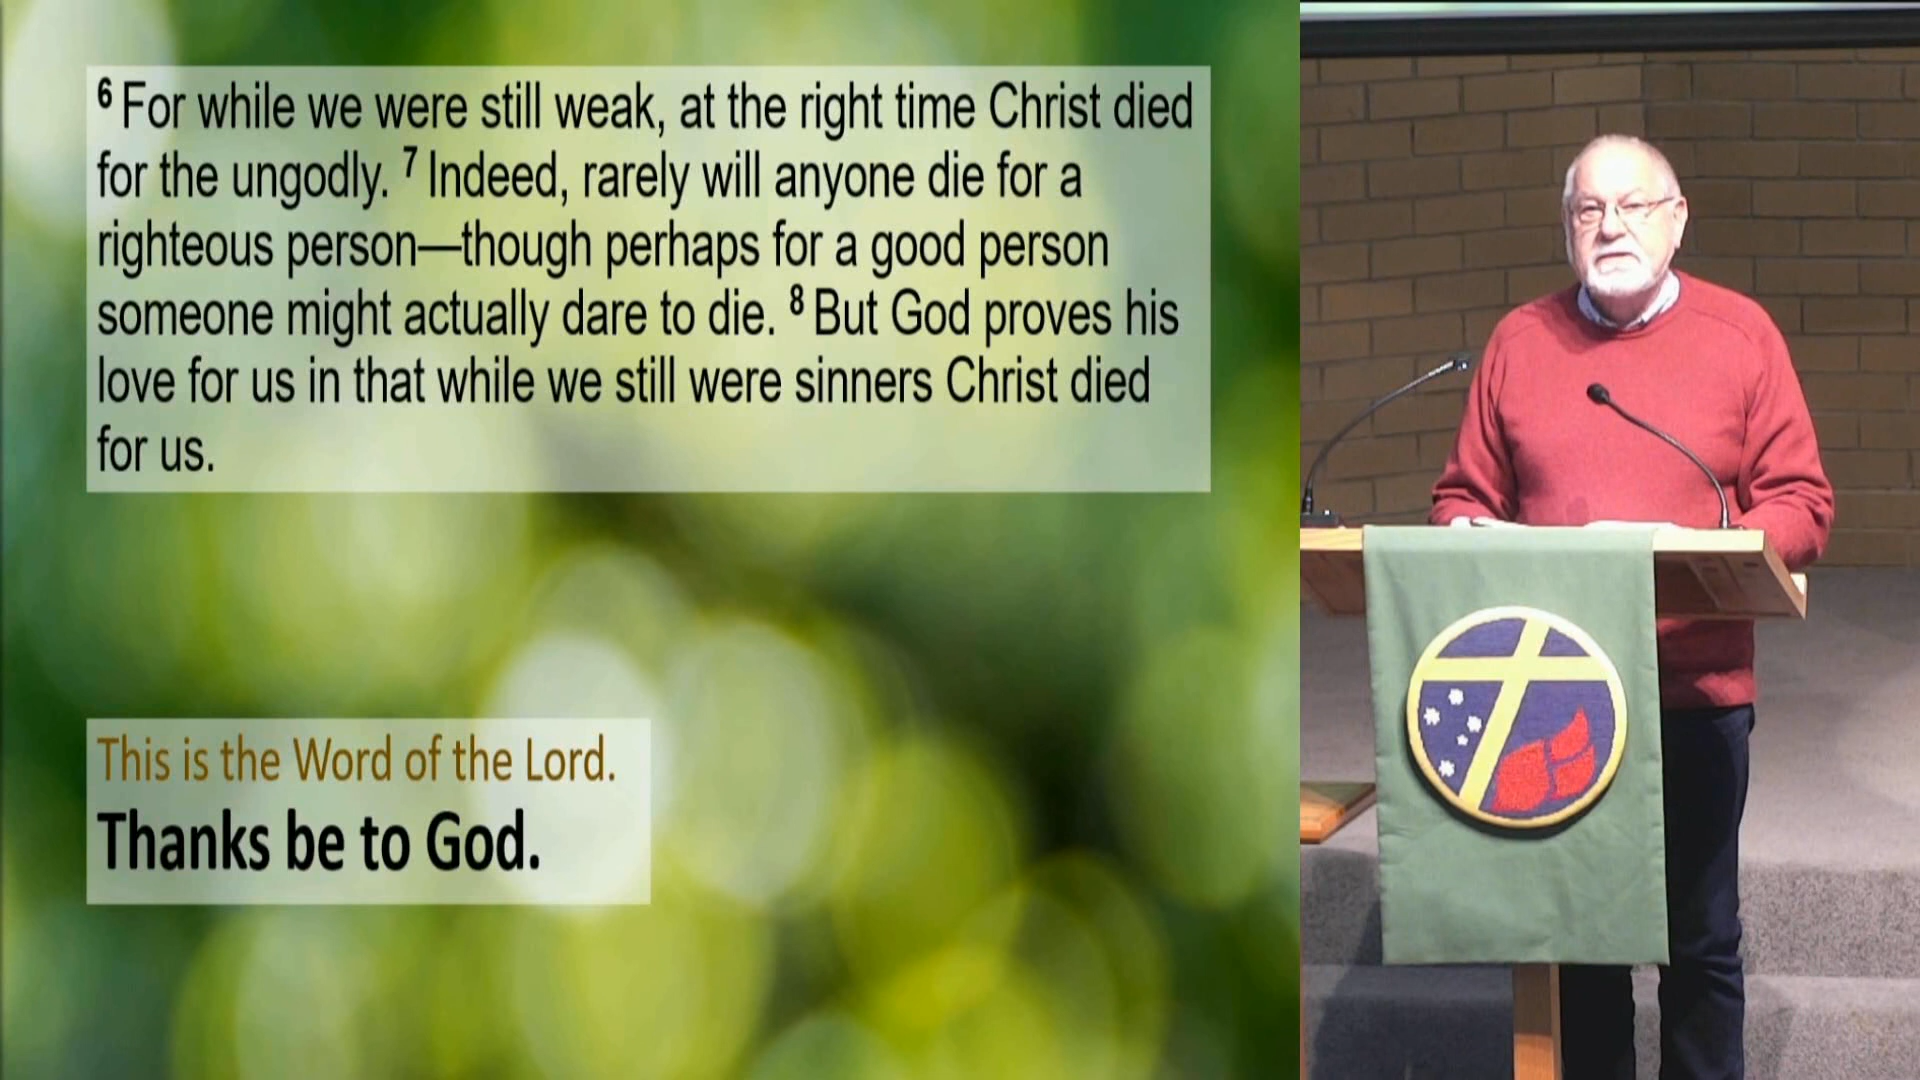 6 For while we were still weak, at the right time Christ died
for the ungodly. 7 Indeed, rarely will anyone die for a
righteous person—though perhaps for a good person
someone might actually dare to die. 8 But God proves his
love for us in that while we still were sinners Christ died
for us.
This is the Word of the Lord.
Thanks be to God.